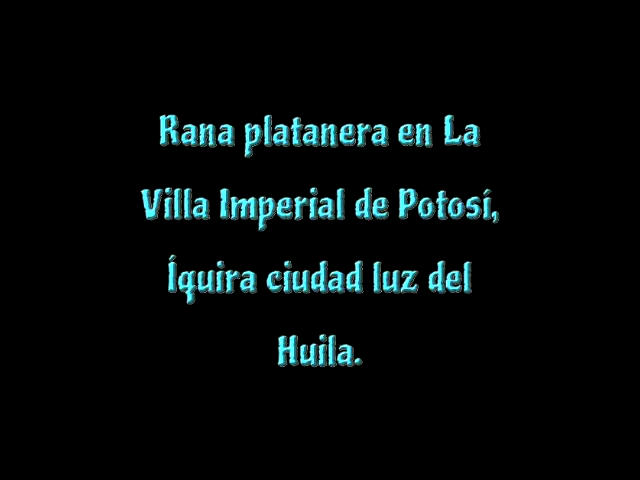 Rana platanera en La
Villa Imperial de Potosí,
Íquira ciudad luz del
Huila.